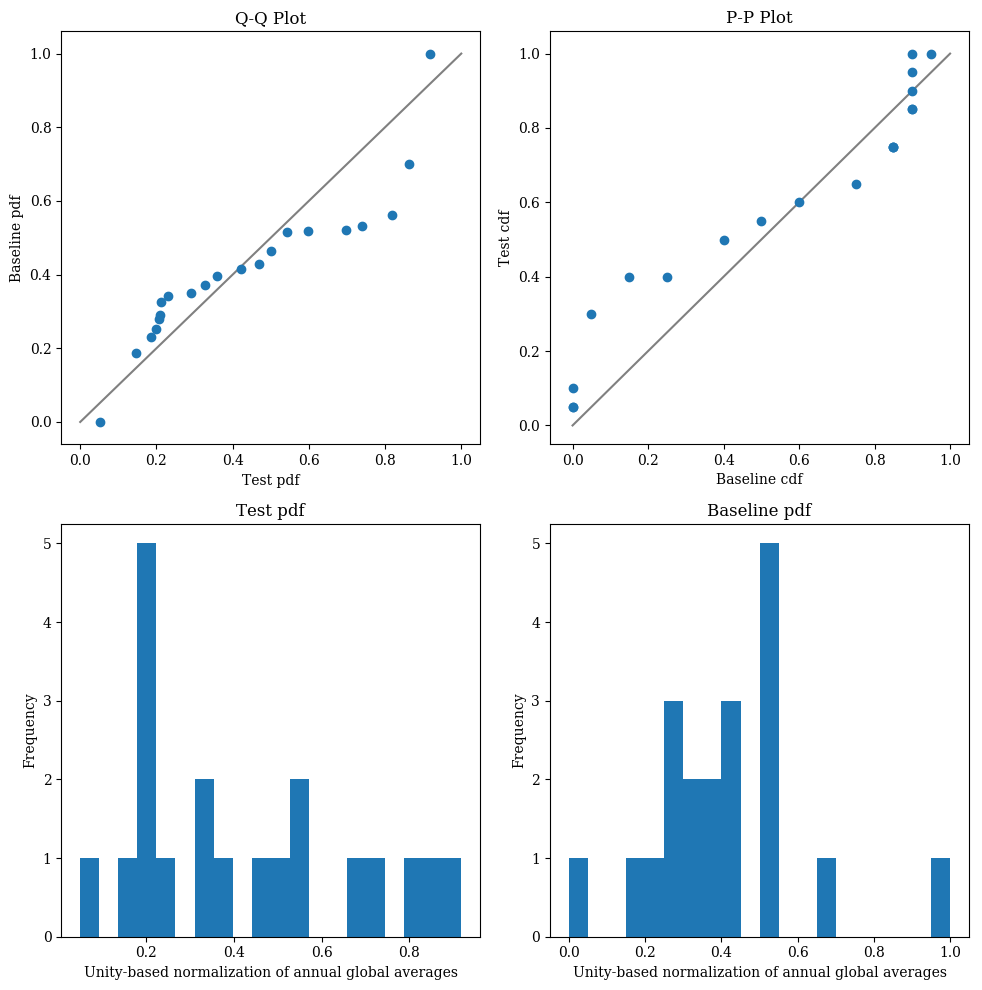 Q-Q Plot
1.0
0.8
0.6
0.4
0.2
0.0
Baseline pdf
0.0 0.2 0.4 0.6 0.8 1.0
Test pdf
P-P Plot
1.0
0.8
0.6
0.4
0.2
0.0
Test cdf
0.0 0.2 0.4 0.6 0.8 1.0
Baseline cdf
Test pdf
5
4
3
2
1
0
Frequency
0.2 0.4 0.6 0.8
Unity-based normalization of annual global averages
Baseline pdf
5
4
3
2
1
0
Frequency
0.0 0.2 0.4 0.6 0.8 1.0
Unity-based normalization of annual global averages